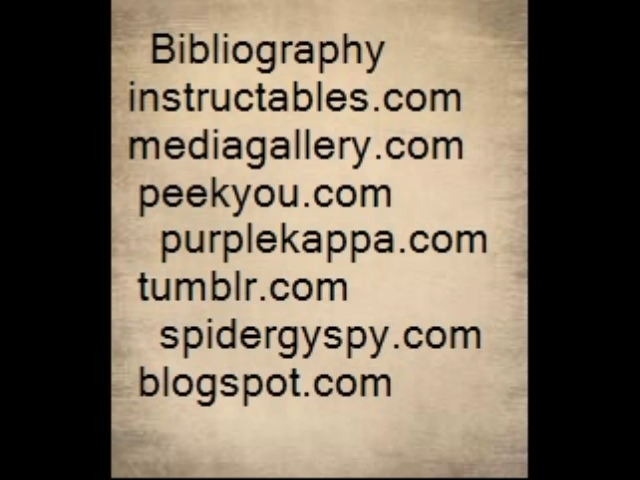 Bibliography
instructables.com
mediagallery.com
peekyou.com
purplekappa.com
tumblr.com
spidergyspy.com
blogspot.com